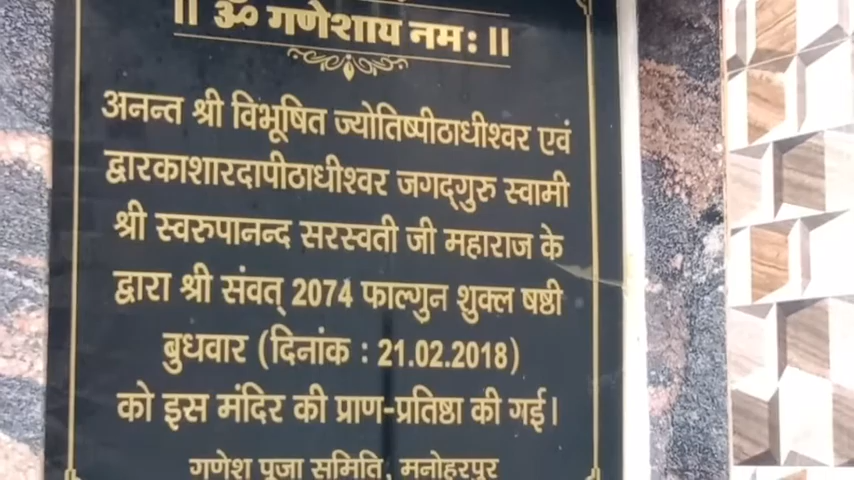 ॥ ॐ गणेशाय नमः ॥
अनन्त श्री विभूषित ज्योतिष्पीठाधीश्वर एवं
द्वारकाशारदापीठाधीश्वर जगद्गुरु स्वामी
श्री स्वरुपानन्द सरस्वती जी महाराज के
द्वारा श्री संवत् 2074 फाल्गुन शुक्ल षष्ठी
बुधवार (दिनांक : 21.02.2018)
को इस मंदिर की प्राण-प्रतिष्ठा की गई।
गणेश पूजा समिति, मनोहरपुर